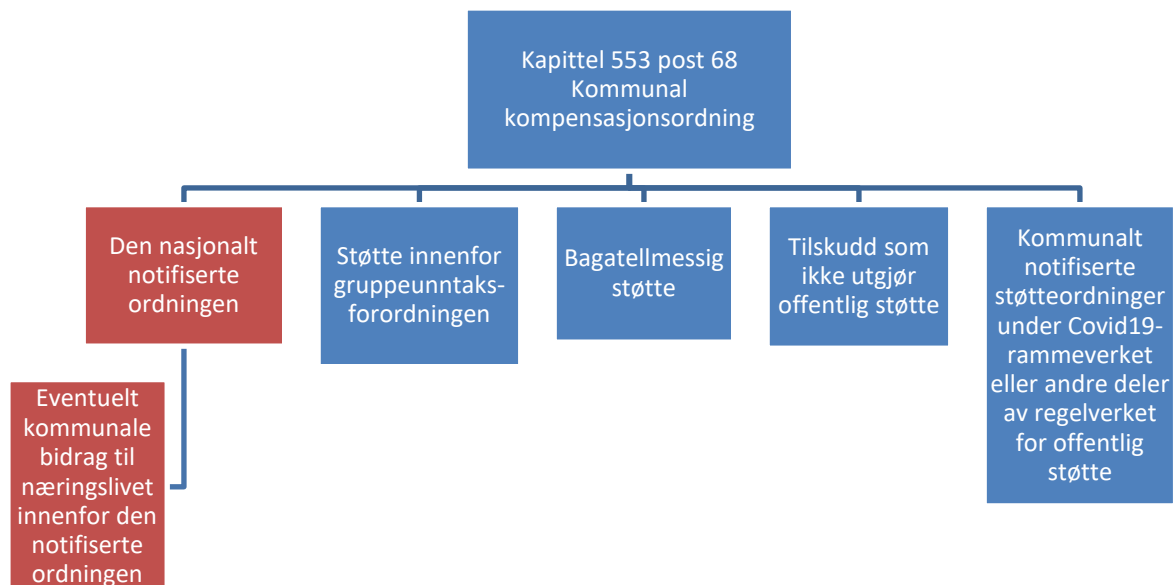 Kapittel 553 post 68
Kommunal
kompensasjonsordning
Den nasjonalt
notifiserte
ordningen
Støtte innenfor
gruppeunntaks-
forordningen
Bagatellmessig
støtte
Tilskudd som
ikke utgjør
offentlig støtte
Kommunalt
notifiserte
støtteordninger
under Covid19-
rammeverket
eller andre deler
av regelverket
for offentlig
støtte
Eventuelt
kommunale
bidrag til
næringslivet
innenfor den
notifiserte
ordningen